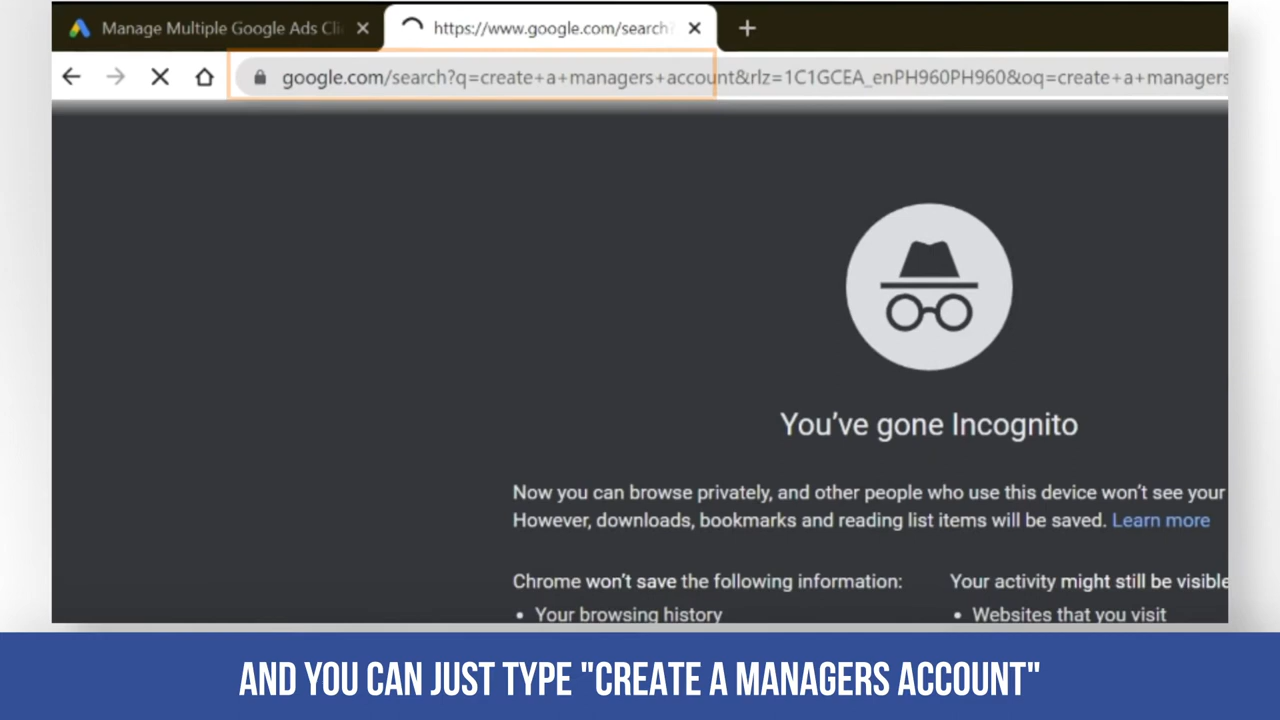 Manage Multiple Google Ads Cli
https://www.google.com/search?
google.com/search?q=create+a+managers+account&rlz=1C1GCEA_enPH960PH960&oq=create+a+managers
You've gone Incognito
Now you can browse privately, and other people who use this device won't see your
However, downloads, bookmarks and reading list items will be saved. Learn more
Chrome won't save the following information:
Your activity might still be visible
• Your browsing history
• Websites that you visit
AND YOU CAN JUST TYPE "CREATE A MANAGERS ACCOUNT"